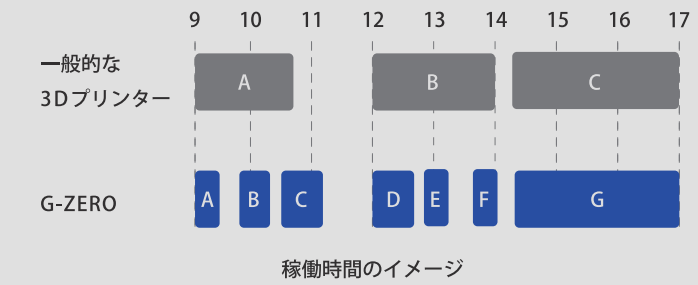 9 10 11 12 13 14 15 16 17
一般的な
3Dプリンター
A B C
G-ZERO
A B C D E F G
稼働時間のイメージ